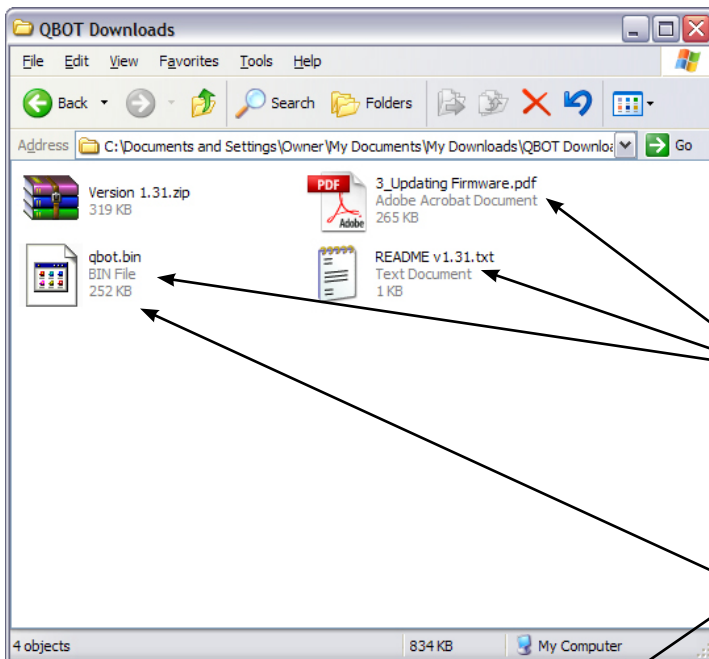 QBOT Downloads
File Edit View Favorites Tools Help
Back Search Folders
Address C:\Documents and Settings\Owner\My Documents\My Downloads\QBOT Downloa Go
Version 1.31.zip
319 KB
PDF
Adobe
3_Updating Firmware.pdf
Adobe Acrobat Document
265 KB
qbot.bin
BIN File
252 KB
README v1.31.txt
Text Document
1 KB
4 objects 834 KB My Computer